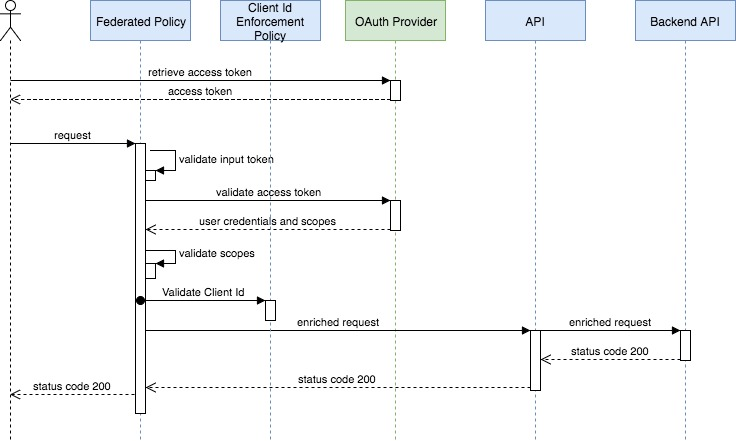 Federated Policy
Client Id
Enforcement
Policy
OAuth Provider
API
Backend API
retrieve access token
access token
request
validate input token
validate access token
user credentials and scopes
validate scopes
Validate Client Id
enriched request
enriched request
status code 200
status code 200
status code 200